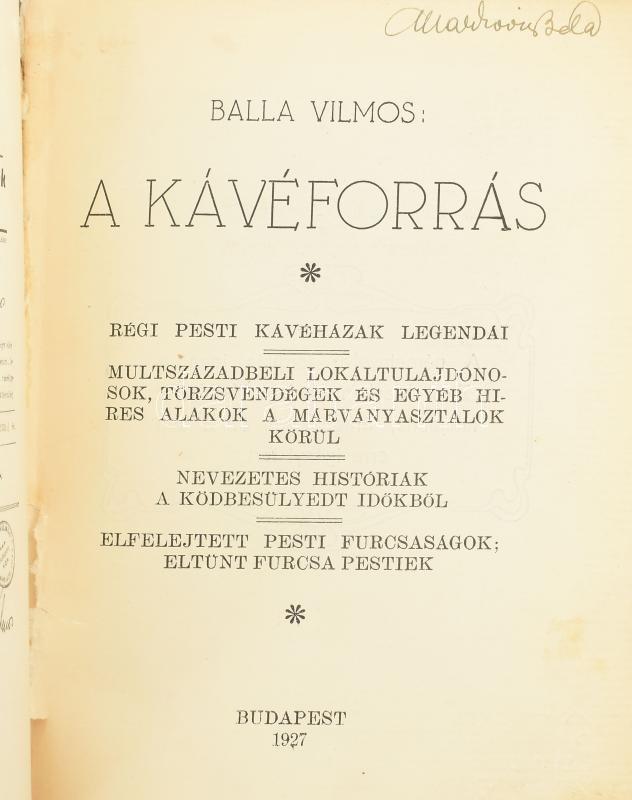 BALLA VILMOS:
A KÁVÉFORRÁS
RÉGI PESTI KÁVÉHÁZAK LEGENDÁI
MULTSZÁZADBELI LOKÁLTULAJDONO-
SOK, TÖRZSVENDÉGEK ÉS EGYÉB HI-
RES ALAKOK A MÁRVÁNYASZTALOK
KÖRÜL
NEVEZETES HISTÓRIÁK
A KÖDBESÜLYEDT IDŐKBŐL
ELFELEJTETT PESTI FURCSASÁGOK;
ELTÜNT FURCSA PESTIEK
BUDAPEST
1927